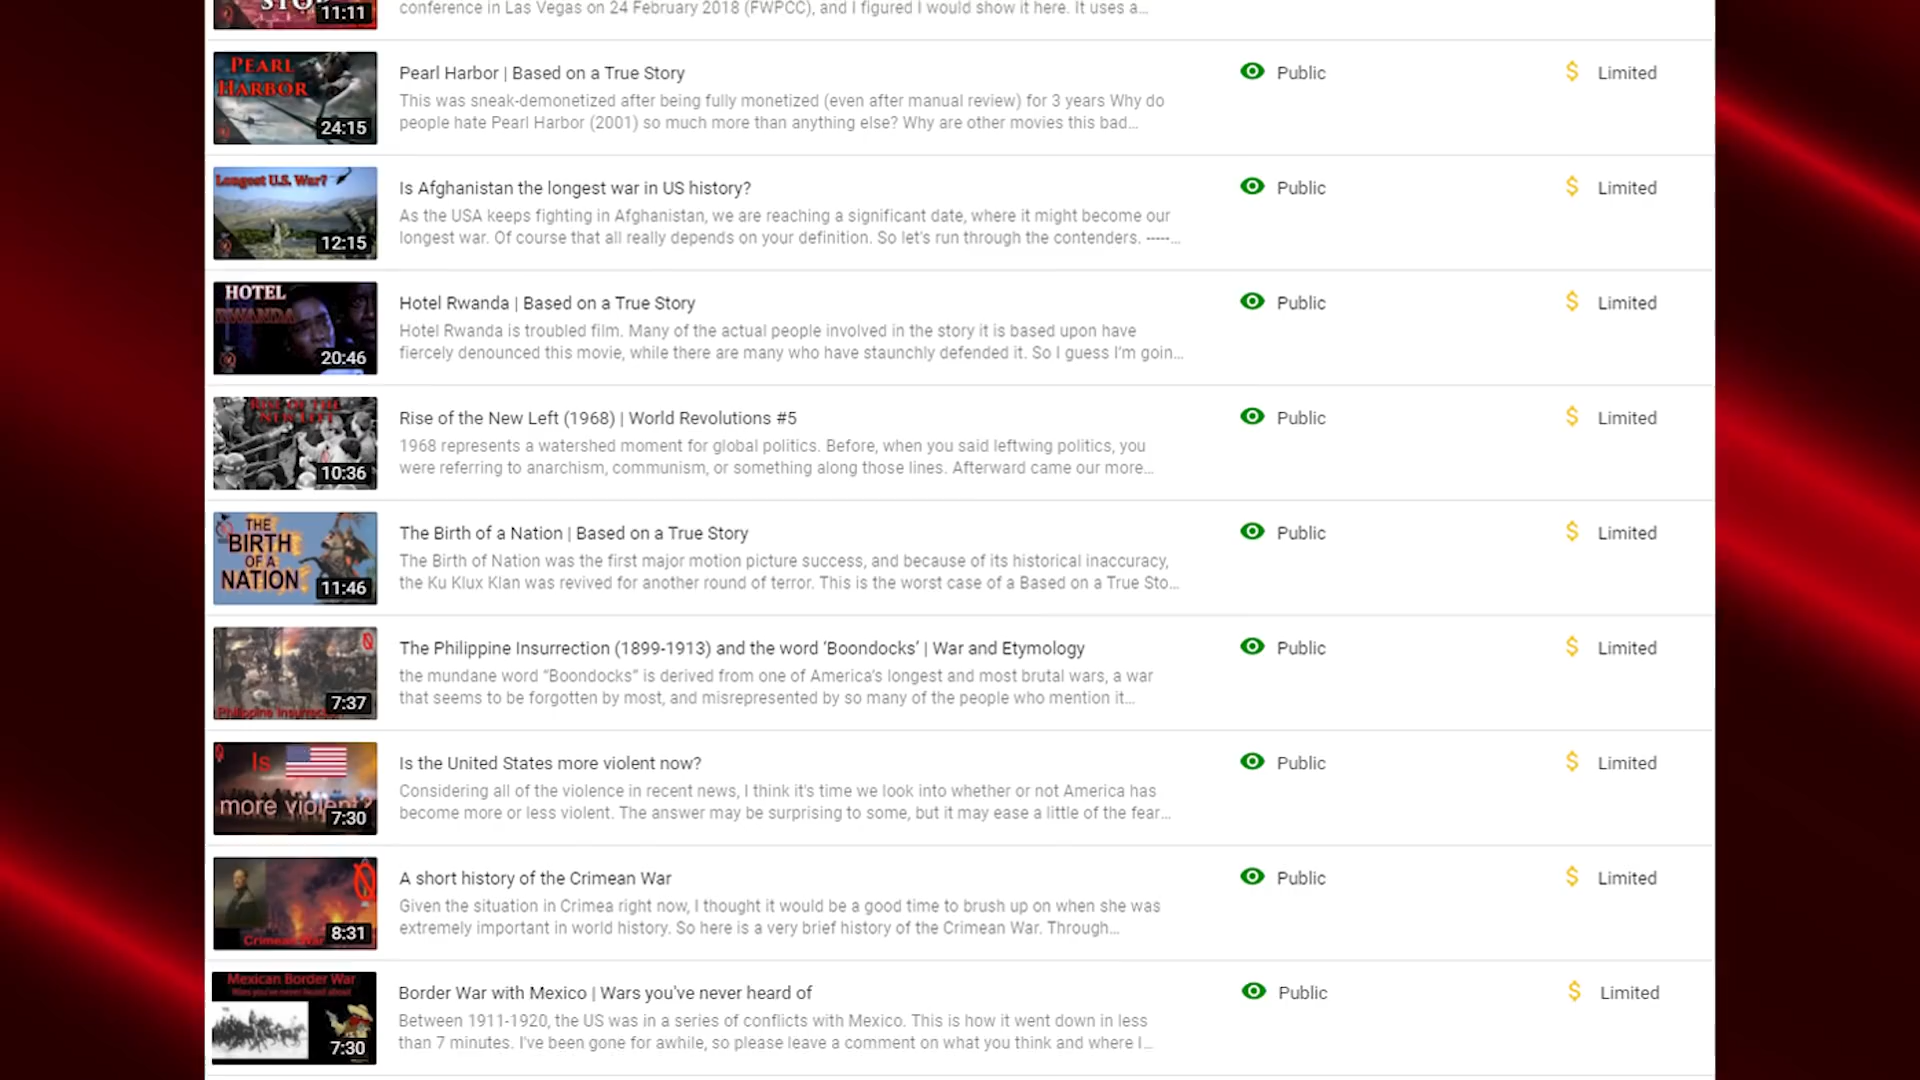 STO
11:11
conference in Las Vegas on 24 February 2018 (FWPCC), and I figured I would show it here. It uses a...
PEARL
HARBOR
24:15
Pearl Harbor | Based on a True Story
This was sneak-demonetized after being fully monetized (even after manual review) for 3 years Why do
people hate Pearl Harbor (2001) so much more than anything else? Why are other movies this bad...
Public
Limited
Longest U.S. War?
12:15
Is Afghanistan the longest war in US history?
As the USA keeps fighting in Afghanistan, we are reaching a significant date, where it might become our
longest war. Of course that all really depends on your definition. So let's run through the contenders. -----...
Public
Limited
HOTEL
RWANDA
20:46
Hotel Rwanda | Based on a True Story
Hotel Rwanda is troubled film. Many of the actual people involved in the story it is based upon have
fiercely denounced this movie, while there are many who have staunchly defended it. So I guess I'm goin...
Public
Limited
RISE OF THE
NEW LEFT
10:36
Rise of the New Left (1968) | World Revolutions #5
1968 represents a watershed moment for global politics. Before, when you said leftwing politics, you
were referring to anarchism, communism, or something along those lines. Afterward came our more...
Public
Limited
THE
BIRTH
OF A
NATION
11:46
The Birth of a Nation | Based on a True Story
The Birth of Nation was the first major motion picture success, and because of its historical inaccuracy,
the Ku Klux Klan was revived for another round of terror. This is the worst case of a Based on a True Sto...
Public
Limited
Philippine Insurrec
7:37
The Philippine Insurrection (1899-1913) and the word ‘Boondocks’ | War and Etymology
the mundane word “Boondocks” is derived from one of America's longest and most brutal wars, a war
that seems to be forgotten by most, and misrepresented by so many of the people who mention it...
Public
Limited
Is
more violent?
7:30
Is the United States more violent now?
Considering all of the violence in recent news, I think it's time we look into whether or not America has
become more or less violent. The answer may be surprising to some, but it may ease a little of the fear...
Public
Limited
Crimean War
8:31
A short history of the Crimean War
Given the situation in Crimea right now, I thought it would be a good time to brush up on when she was
extremely important in world history. So here is a very brief history of the Crimean War. Through...
Public
Limited
Mexican Border War
Wars you've never heard about
7:30
Border War with Mexico | Wars you've never heard of
Between 1911-1920, the US was in a series of conflicts with Mexico. This is how it went down in less
than 7 minutes. I've been gone for awhile, so please leave a comment on what you think and where I...
Public
Limited